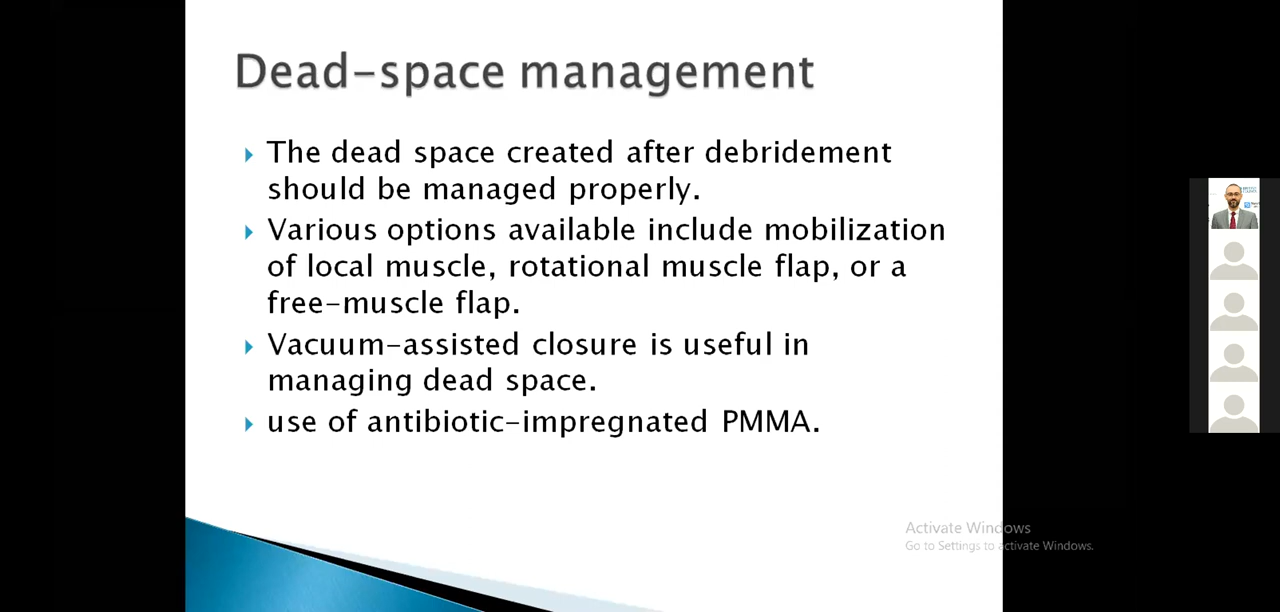 Dead-space management
The dead space created after debridement
should be managed properly.
Various options available include mobilization
of local muscle, rotational muscle flap, or a
free-muscle flap.
Vacuum-assisted closure is useful in
managing dead space.
use of antibiotic-impregnated PMMA.
Activate Windows
Go to Settings to activate Windows.